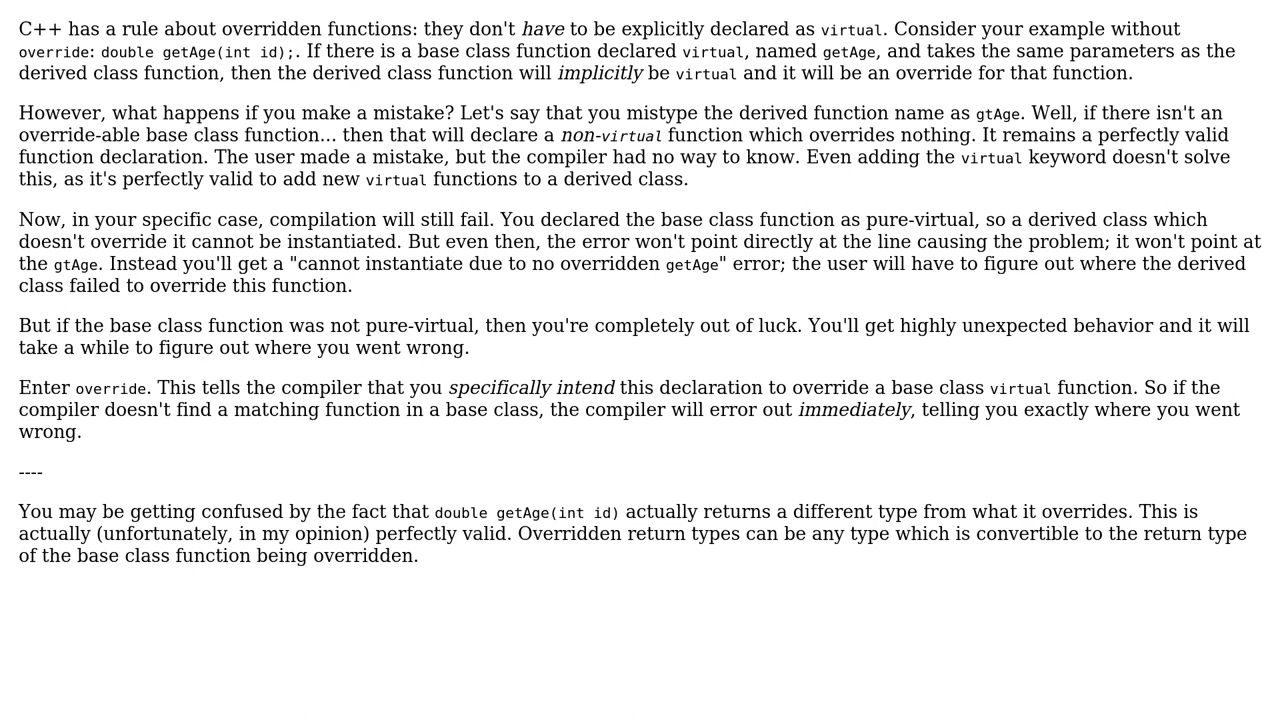 C++ has a rule about overridden functions: they don't have to be explicitly declared as virtual. Consider your example without
override: double getAge(int id);. If there is a base class function declared virtual, named getAge, and takes the same parameters as the
derived class function, then the derived class function will implicitly be virtual and it will be an override for that function.
However, what happens if you make a mistake? Let's say that you mistype the derived function name as gtAge. Well, if there isn't an
override-able base class function... then that will declare a non-virtual function which overrides nothing. It remains a perfectly valid
function declaration. The user made a mistake, but the compiler had no way to know. Even adding the virtual keyword doesn't solve
this, as it's perfectly valid to add new virtual functions to a derived class.
Now, in your specific case, compilation will still fail. You declared the base class function as pure-virtual, so a derived class which
doesn't override it cannot be instantiated. But even then, the error won't point directly at the line causing the problem; it won't point at
the gtAge. Instead you'll get a "cannot instantiate due to no overridden getAge" error; the user will have to figure out where the derived
class failed to override this function.
But if the base class function was not pure-virtual, then you're completely out of luck. You'll get highly unexpected behavior and it will
take a while to figure out where you went wrong.
Enter override. This tells the compiler that you specifically intend this declaration to override a base class virtual function. So if the
compiler doesn't find a matching function in a base class, the compiler will error out immediately, telling you exactly where you went
wrong.
----
You may be getting confused by the fact that double getAge(int id) actually returns a different type from what it overrides. This is
actually (unfortunately, in my opinion) perfectly valid. Overridden return types can be any type which is convertible to the return type
of the base class function being overridden.